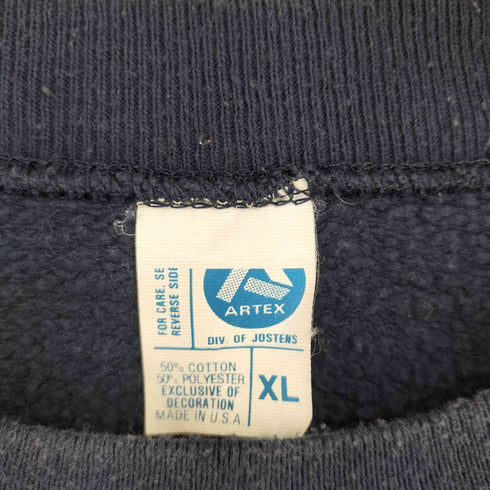 FOR CARE, SE
REVERSE SIDE
ARTEX
DIV. OF JOSTENS
50% COTTON
50% POLYESTER
EXCLUSIVE OF
DECORATION
MADE IN U.S.A.
XL